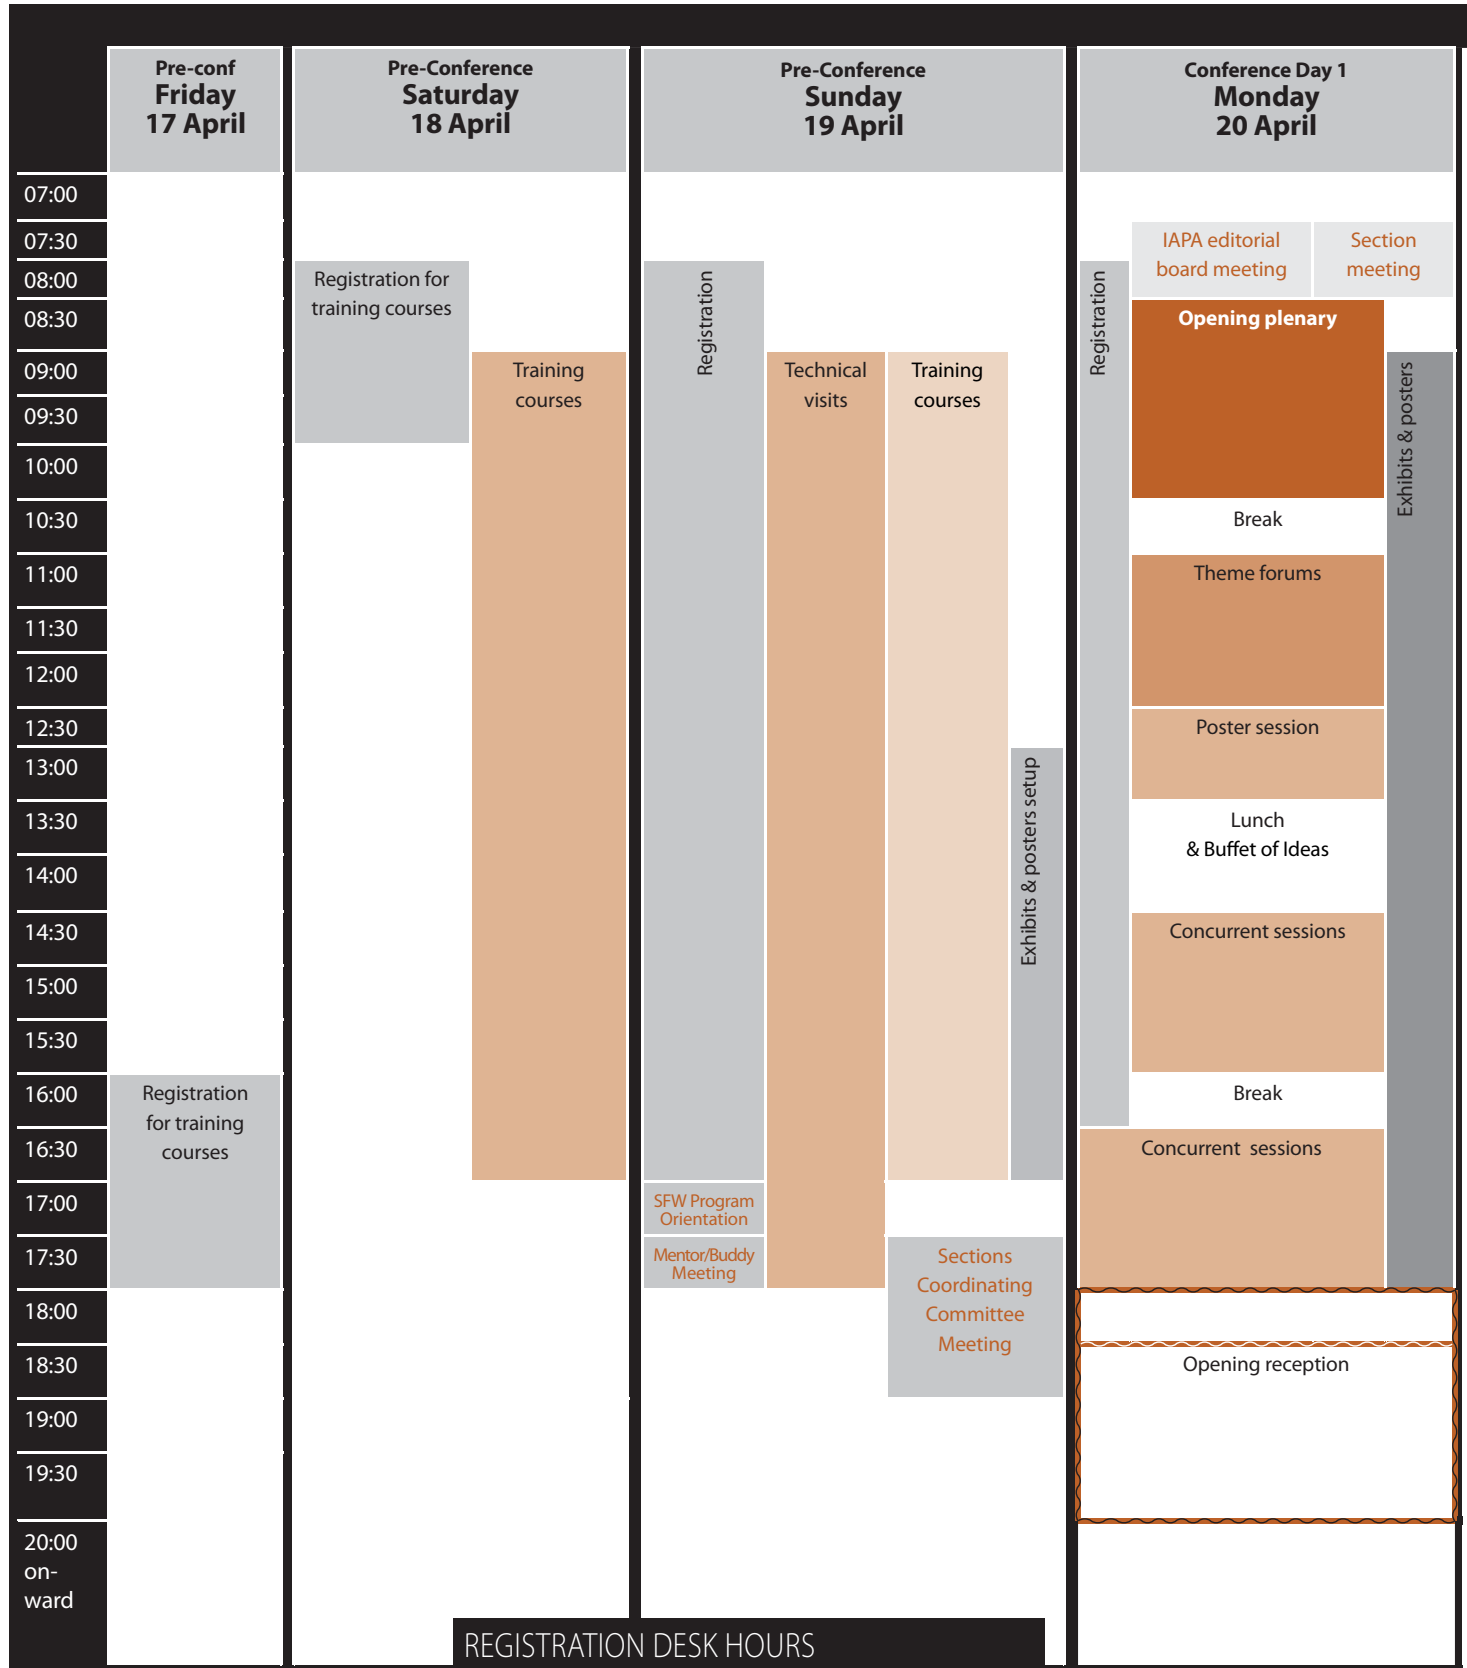 Pre-conf
Friday
17 April
Pre-Conference
Saturday
18 April
Pre-Conference
Sunday
19 April
Conference Day 1
Monday
20 April
07:00
07:30
08:00
08:30
09:00
09:30
10:00
10:30
11:00
11:30
12:00
12:30
13:00
13:30
14:00
14:30
15:00
15:30
16:00
16:30
17:00
17:30
18:00
18:30
19:00
19:30
20:00
on-
ward
Registration
for training
courses
Registration for
training courses
Training
courses
Registration
SFW Program
Orientation
Mentor/Buddy
Meeting
Technical
visits
Training
courses
Exhibits & posters setup
Sections
Coordinating
Committee
Meeting
Registration
IAPA editorial
board meeting
Section
meeting
Opening plenary
Break
Theme forums
Poster session
Lunch
& Buffet of Ideas
Concurrent sessions
Break
Concurrent sessions
Exhibits & posters
Opening reception
REGISTRATION DESK HOURS